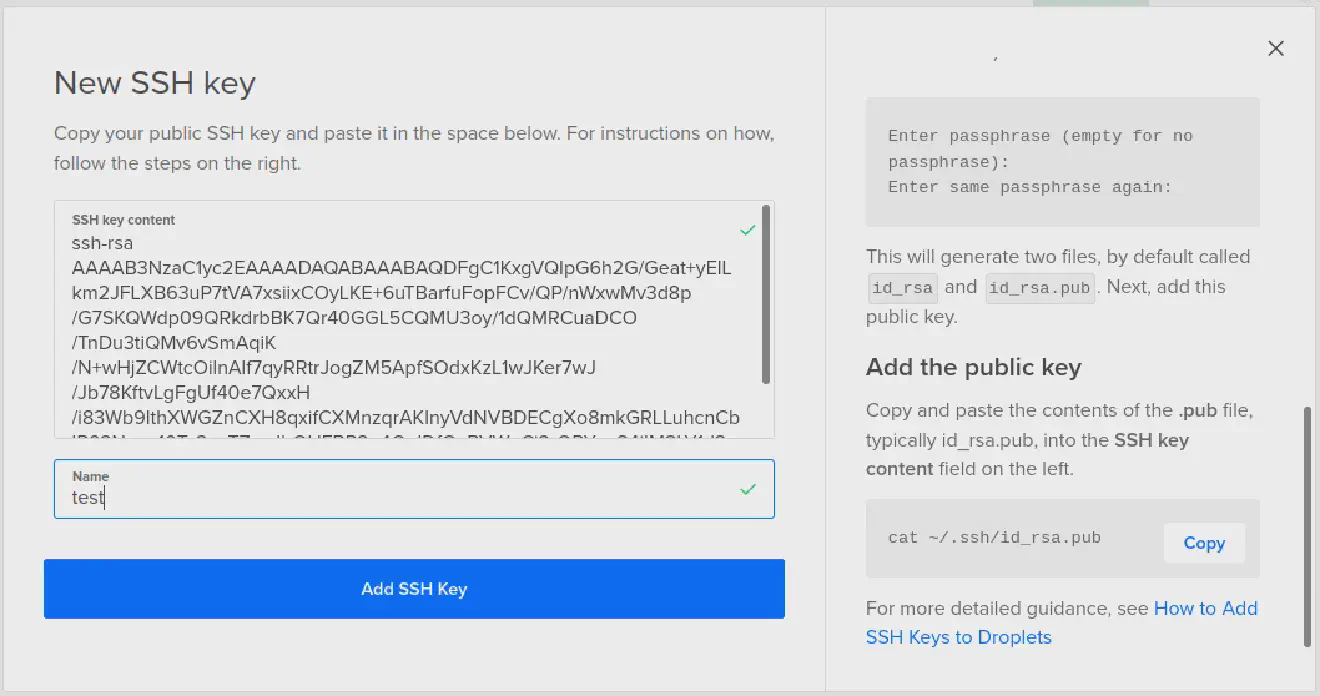 New SSH key
Copy your public SSH key and paste it in the space below. For instructions on how,
follow the steps on the right.
SSH key content
ssh-rsa
AAAAB3NzaC1yc2EAAAADAQABAAABAQDFgC1KxgVQIpG6h2G/Geat+yEIL
km2JFLXB63uP7tVA7xsiixCOyLKE+6uTBarfuFopFCv/QP/nWxwMv3d8p
/G7SKQWdp09QRkdrbBK7Qr40GGL5CQMU3oy/1dQMRCuaDCO
/TnDu3tiQMv6vSmAqiK
/N+wHjZCWtcOilnAIf7qyRRtrJogZM5ApfSOdxKzL1wJKer7wJ
/Jb78KftvLgFgUf40e7QxxH
/i83Wb9IthXWGZnCXH8qxifCXMnzqrAKInyVdNVBDECgXo8mkGRLLuhcnCb
Name
test
Add SSH Key
Enter passphrase (empty for no
passphrase):
Enter same passphrase again:
This will generate two files, by default called
id_rsa and id_rsa.pub. Next, add this
public key.
Add the public key
Copy and paste the contents of the .pub file,
typically id_rsa.pub, into the SSH key
content field on the left.
cat ~/.ssh/id_rsa.pub
Copy
For more detailed guidance, see How to Add
SSH Keys to Droplets